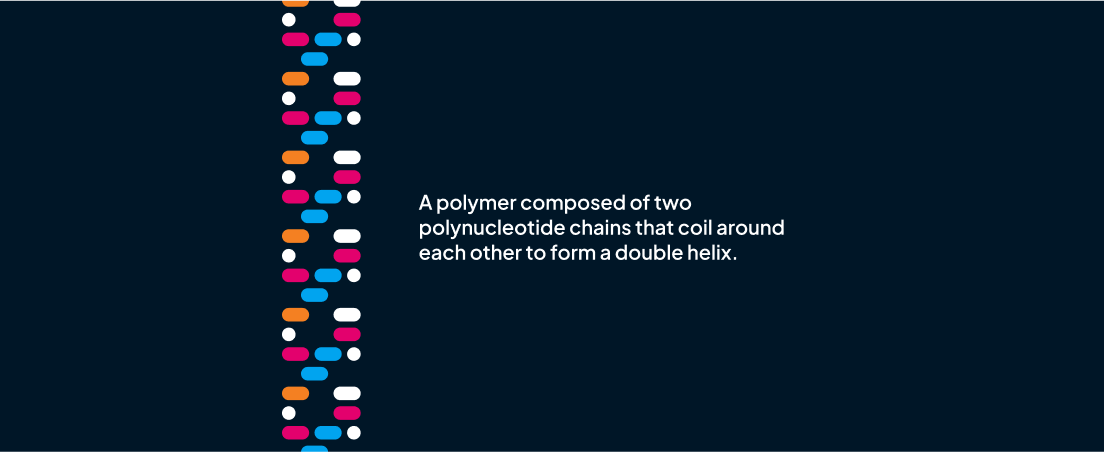 A polymer composed of two
polynucleotide chains that coil around
each other to form a double helix.